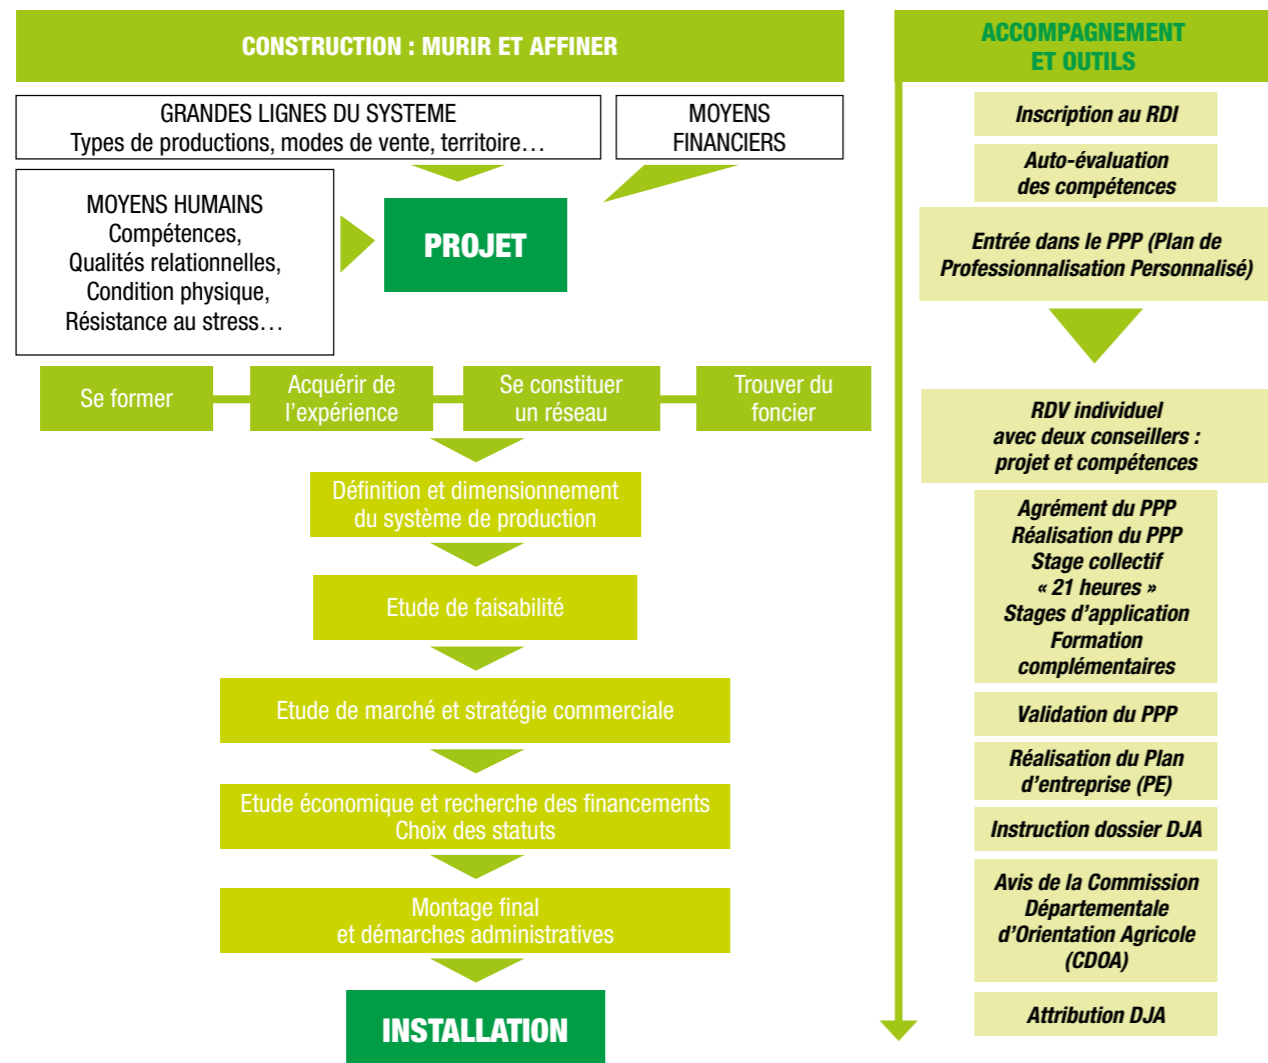 CONSTRUCTION : MURIR ET AFFINER
GRANDES LIGNES DU SYSTEME
Types de productions, modes de vente, territoire…
MOYENS
FINANCIERS
MOYENS HUMAINS
Compétences,
Qualités relationnelles,
Condition physique,
Résistance au stress…
PROJET
Se former
Acquérir de
l’expérience
Se constituer
un réseau
Trouver du
foncier
Définition et dimensionnement
du système de production
Etude de faisabilité
Etude de marché et stratégie commerciale
Etude économique et recherche des financements
Choix des statuts
Montage final
et démarches administratives
INSTALLATION
ACCOMPAGNEMENT
ET OUTILS
Inscription au RDI
Auto-évaluation
des compétences
Entrée dans le PPP (Plan de
Professionnalisation Personnalisé)
RDV individuel
avec deux conseillers :
projet et compétences
Agrément du PPP
Réalisation du PPP
Stage collectif
« 21 heures »
Stages d’application
Formation
complémentaires
Validation du PPP
Réalisation du Plan
d’entreprise (PE)
Instruction dossier DJA
Avis de la Commission
Départementale
d’Orientation Agricole
(CDOA)
Attribution DJA